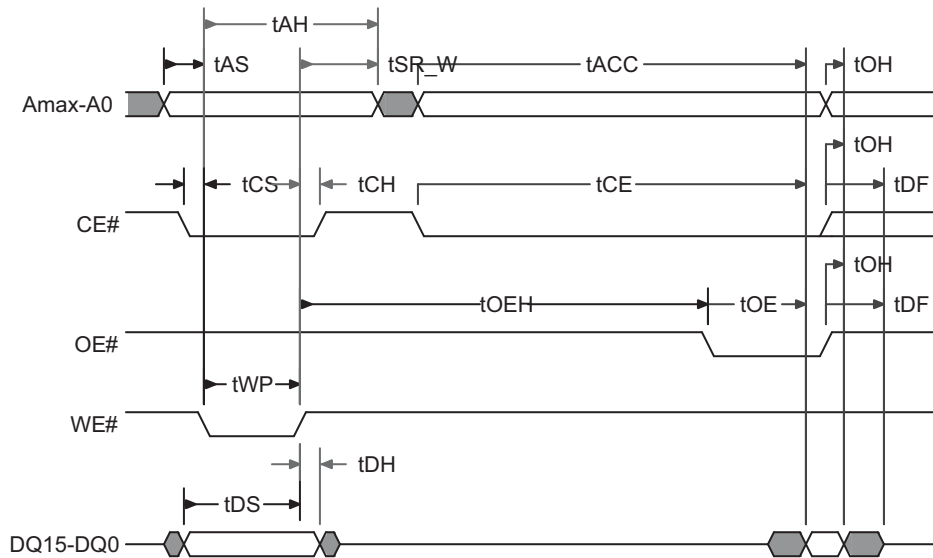 tAH
tAS
tSR_W
tACC
tOH
Amax-A0
tOH
tCS
tCH
tCE
tDF
CE#
tOH
tOEH
tOE
tDF
OE#
tWP
WE#
tDH
tDS
DQ15-DQ0